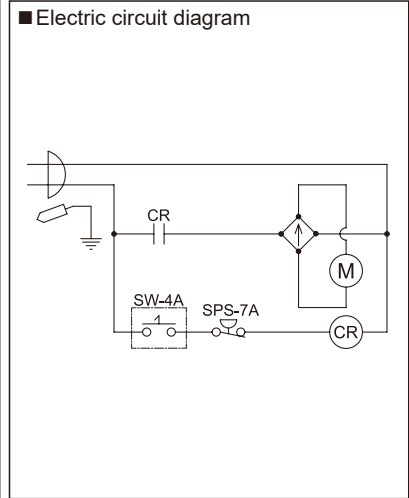 ■ Electric circuit diagram
CR
M
SW-4A
SPS-7A
CR